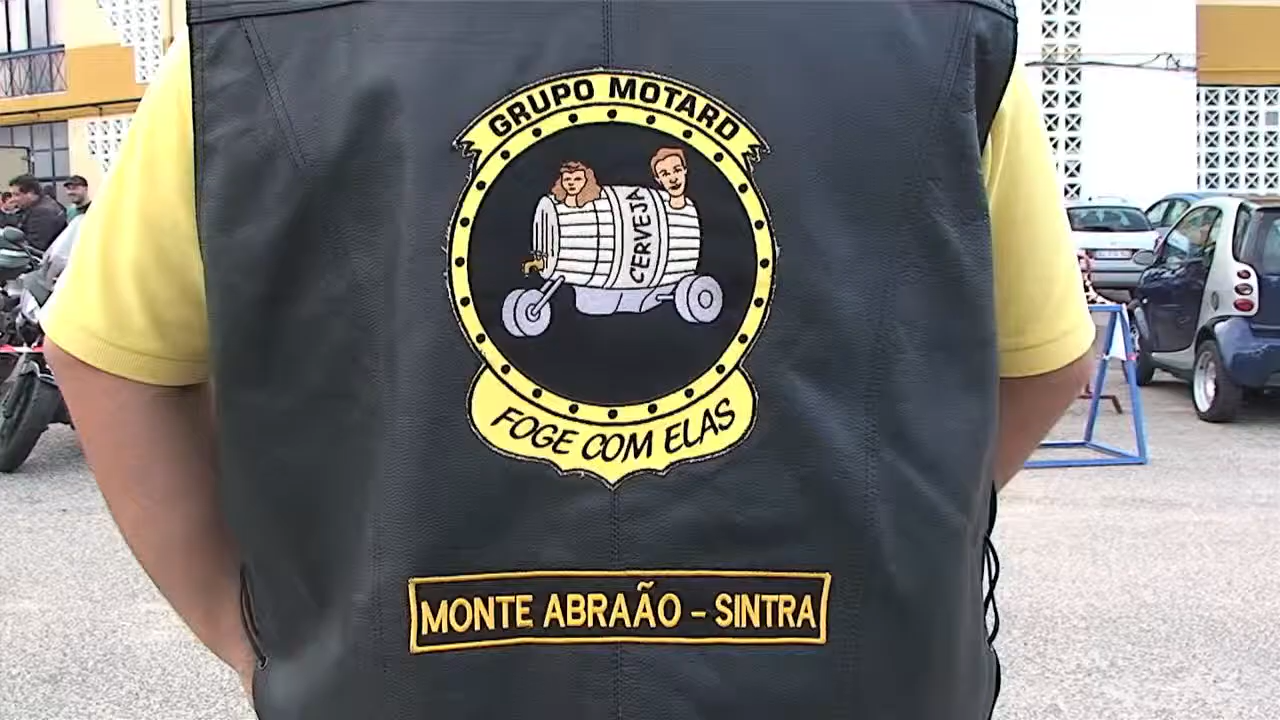 GRUPO MOTARD
CERVEJA
FOGE COM ELAS
MONTE ABRAÃO - SINTRA